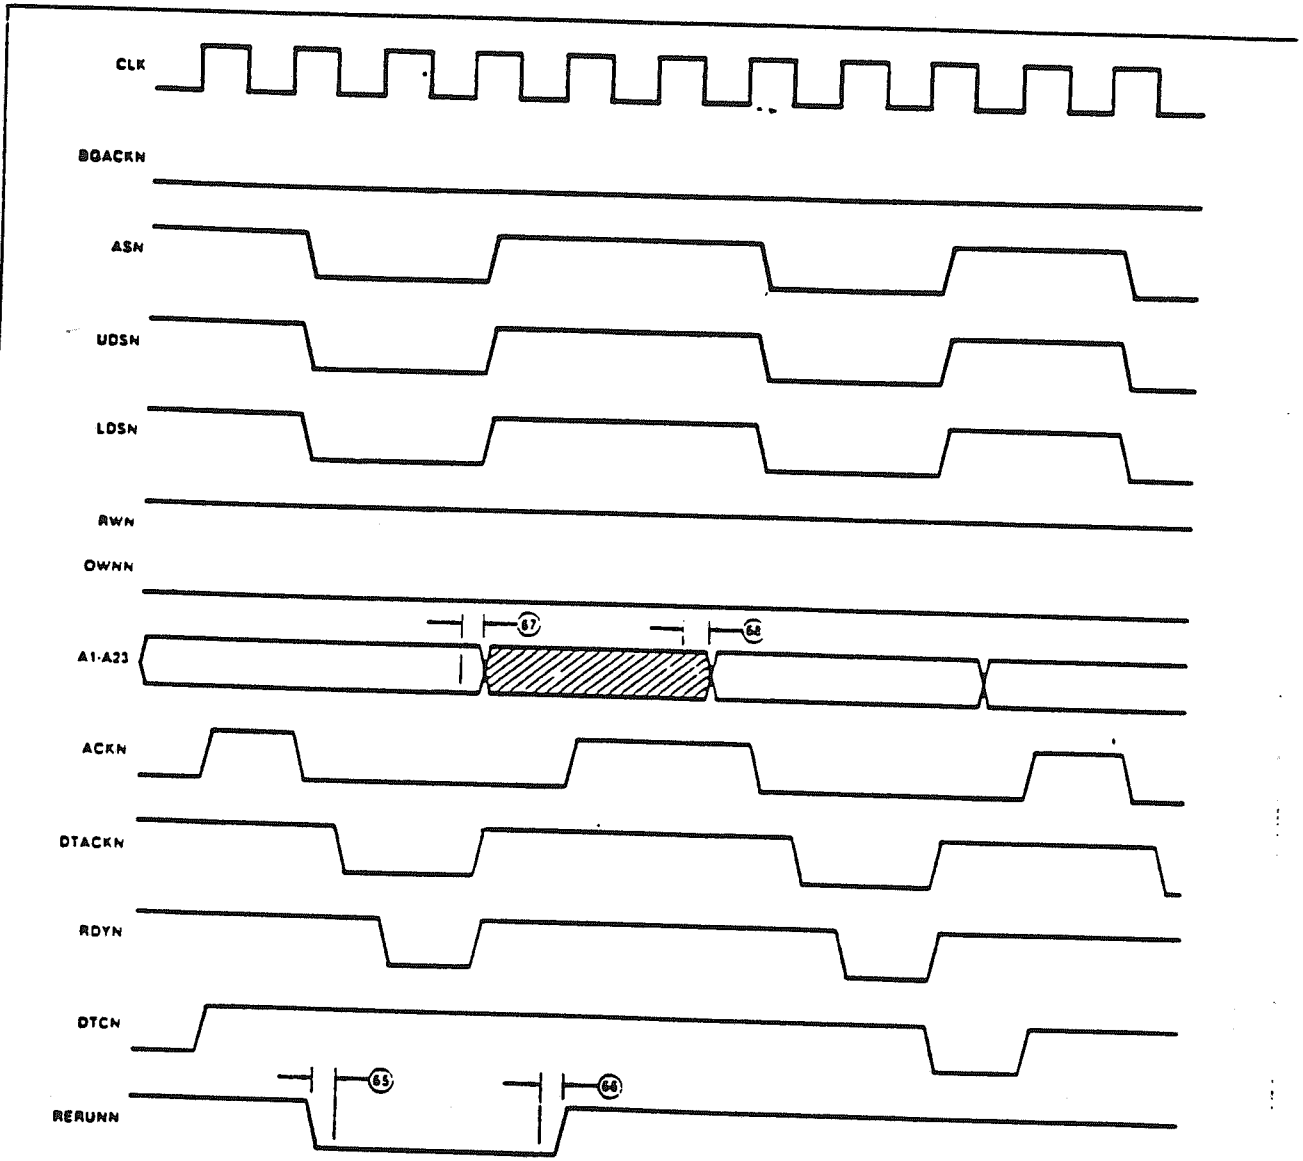 CLK
BGACKN
ASN
UDSN
LDSN
RWN
OWNN
67
68
A1-A23
ACKN
DTACKN
RDYN
DTCN
65
66
RERUNN